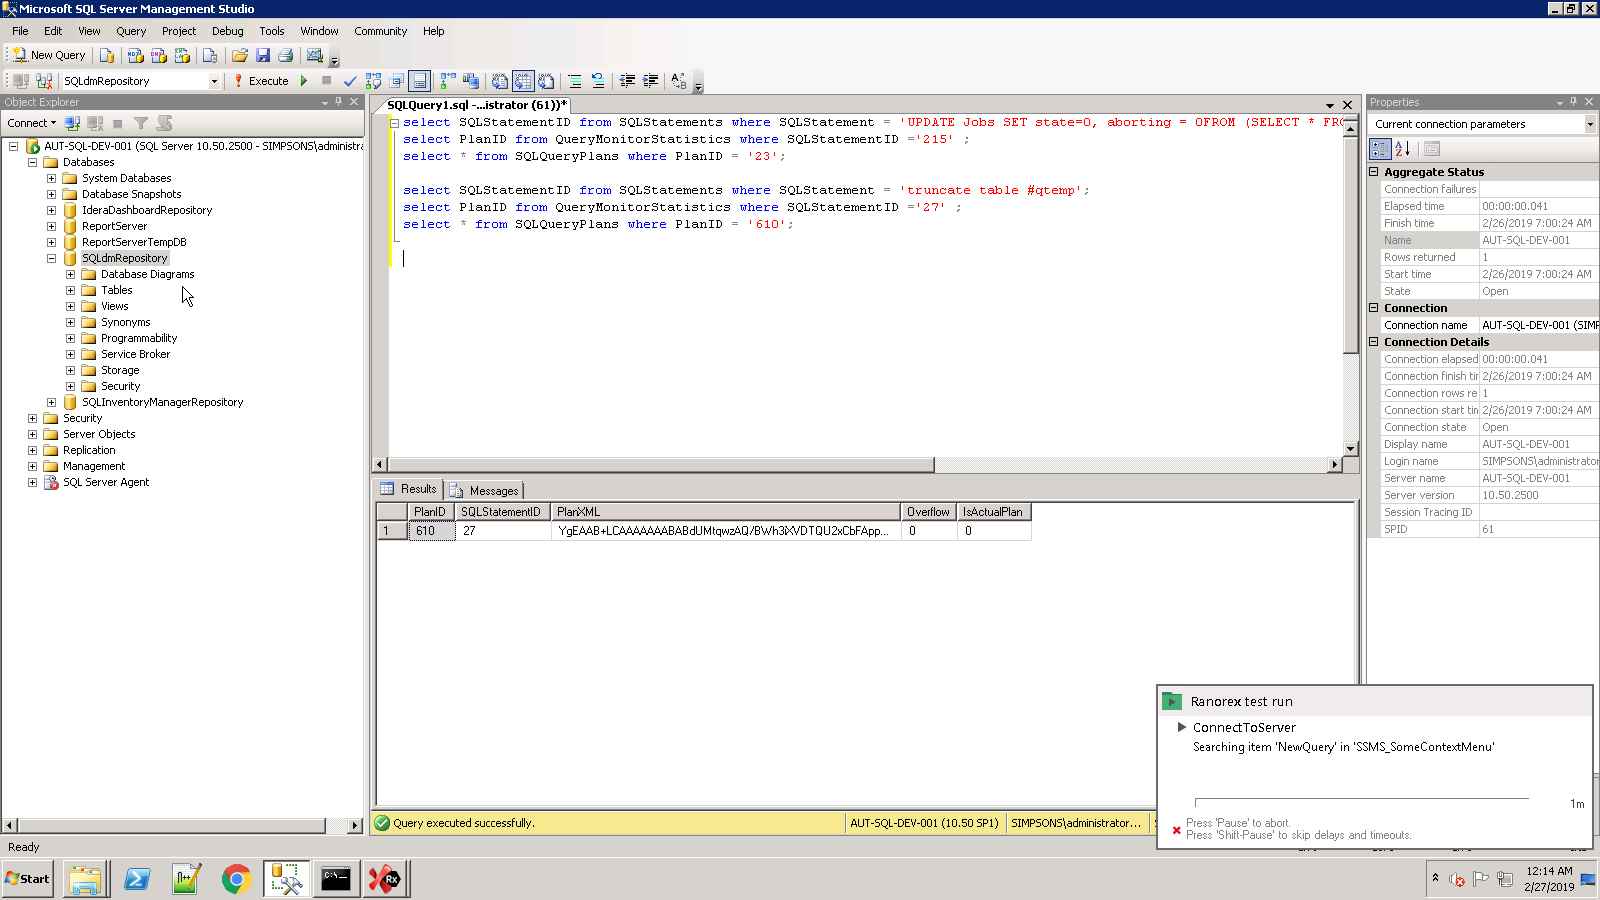 Microsoft SQL Server Management Studio
File Edit View Query Project Debug Tools Window Community Help
New Query
SQLdmRepository
Execute
Object Explorer
Connect
AUT-SQL-DEV-001 (SQL Server 10.50.2500 - SIMPSONS\administra
Databases
System Databases
Database Snapshots
IderaDashboardRepository
ReportServer
ReportServerTempDB
SQLdmRepository
Database Diagrams
Tables
Views
Synonyms
Programmability
Service Broker
Storage
Security
SQLInventoryManagerRepository
Security
Server Objects
Replication
Management
SQL Server Agent
SQLQuery1.sql -...istrator (61))*
select SQLStatementID from SQLStatements where SQLStatement = 'UPDATE Jobs SET state=0, aborting = 0FROM (SELECT * FRO
select PlanID from QueryMonitorStatistics where SQLStatementID ='215' ;
select * from SQLQueryPlans where PlanID = '23';
select SQLStatementID from SQLStatements where SQLStatement = 'truncate table #qtemp';
select PlanID from QueryMonitorStatistics where SQLStatementID ='27' ;
select * from SQLQueryPlans where PlanID = '610';
Results Messages
PlanID SQLStatementID PlanXML Overflow IsActualPlan
1 610 27 YgEAAB+LCAAAAAAABABdUMtqwzAQ/BWh3iXVDTQU2xCbFApp... 0 0
Query executed successfully.
AUT-SQL-DEV-001 (10.50 SP1)
SIMPSONS\administrator...
Properties
Current connection parameters
Aggregate Status
Connection failures
Elapsed time 00:00:00.041
Finish time 2/26/2019 7:00:24 AM
Name AUT-SQL-DEV-001
Rows returned 1
Start time 2/26/2019 7:00:24 AM
State Open
Connection
Connection name AUT-SQL-DEV-001 (SIMP
Connection Details
Connection elapsed 00:00:00.041
Connection finish tir 2/26/2019 7:00:24 AM
Connection rows re 1
Connection start tin 2/26/2019 7:00:24 AM
Connection state Open
Display name AUT-SQL-DEV-001
Login name SIMPSONS\administrator
Server name AUT-SQL-DEV-001
Server version 10.50.2500
Session Tracing ID
SPID 61
Ranorex test run
ConnectToServer
Searching item 'NewQuery' in 'SSMS_SomeContextMenu'
1m
Press 'Pause' to abort.
Press 'Shift-Pause' to skip delays and timeouts.
Ready
Start
12:14 AM
2/27/2019